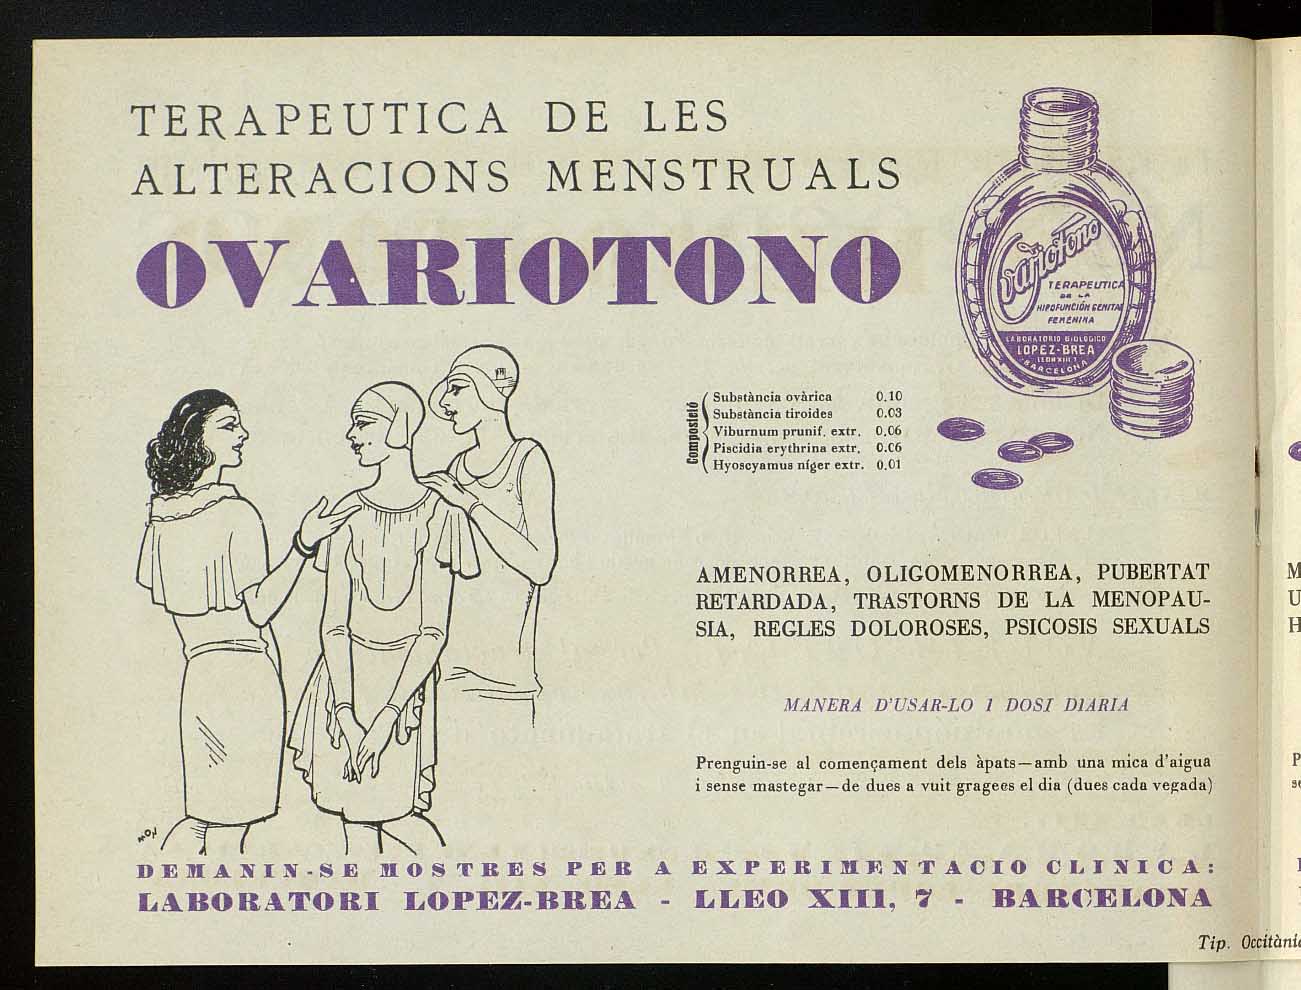 TERAPEUTICA DE LES
ALTERACIONS MENSTRUALS
OVARIOTONO
Ovariotono
TERAPEUTICA
DE LA
HIPOFUNCIÓN GENITAL
FEMENINA
LABORATORIO BIOLOGICO
LOPEZ-BREA
LEON XIII 7
BARCELONA
Composició
Substància ovàrica 0.10
Substància tiroides 0.03
Viburnum prunif. extr. 0.06
Piscidia erythrina extr. 0.06
Hyoscyamus níger extr. 0.01
AMENORREA, OLIGOMENORREA, PUBERTAT
RETARDADA, TRASTORNS DE LA MENOPAU-
SIA, REGLES DOLOROSES, PSICOSIS SEXUALS
MANERA D'USAR-LO I DOSI DIARIA
Prenguin-se al començament dels àpats—amb una mica d'aigua
i sense mastegar—de dues a vuit gragees el dia (dues cada vegada)
MON
DEMANIN-SE MOSTRES PER A EXPERIMENTACIO CLINICA:
LABORATORI LOPEZ-BREA - LLEO XIII, 7 - BARCELONA
Tip. Occitània